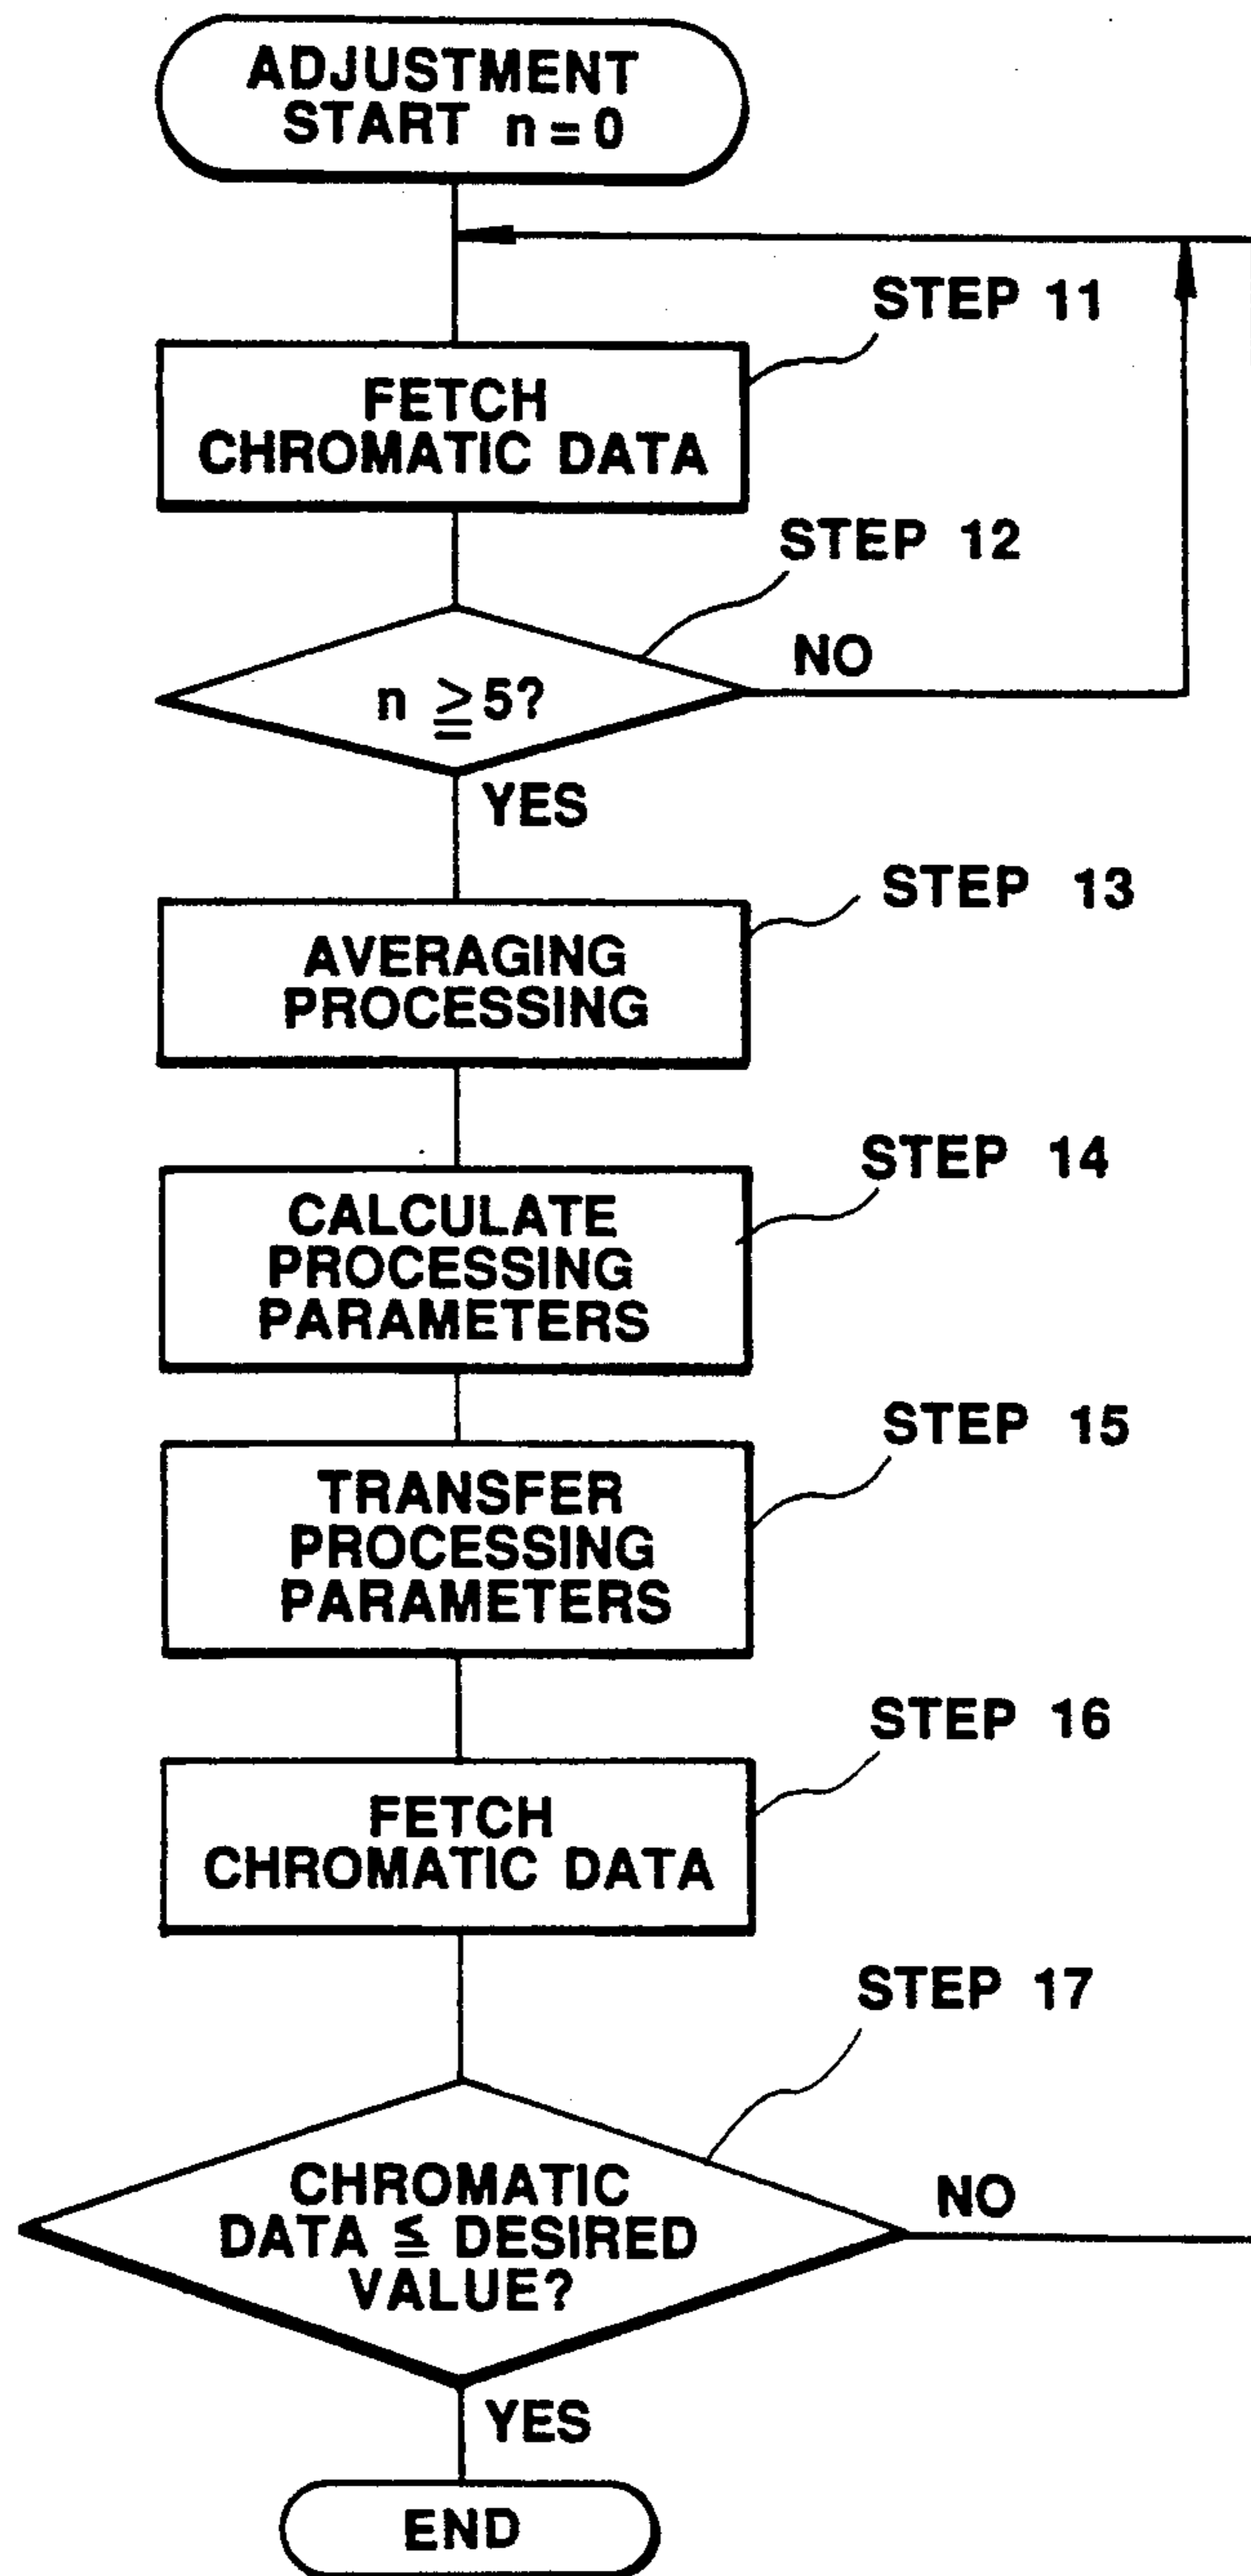 ADJUSTMENT
START n = 0
STEP 11
FETCH
CHROMATIC DATA
STEP 12
n ≧ 5?
NO
YES
STEP 13
AVERAGING
PROCESSING
STEP 14
CALCULATE
PROCESSING
PARAMETERS
STEP 15
TRANSFER
PROCESSING
PARAMETERS
STEP 16
FETCH
CHROMATIC DATA
STEP 17
CHROMATIC
DATA ≦ DESIRED
VALUE?
NO
YES
END